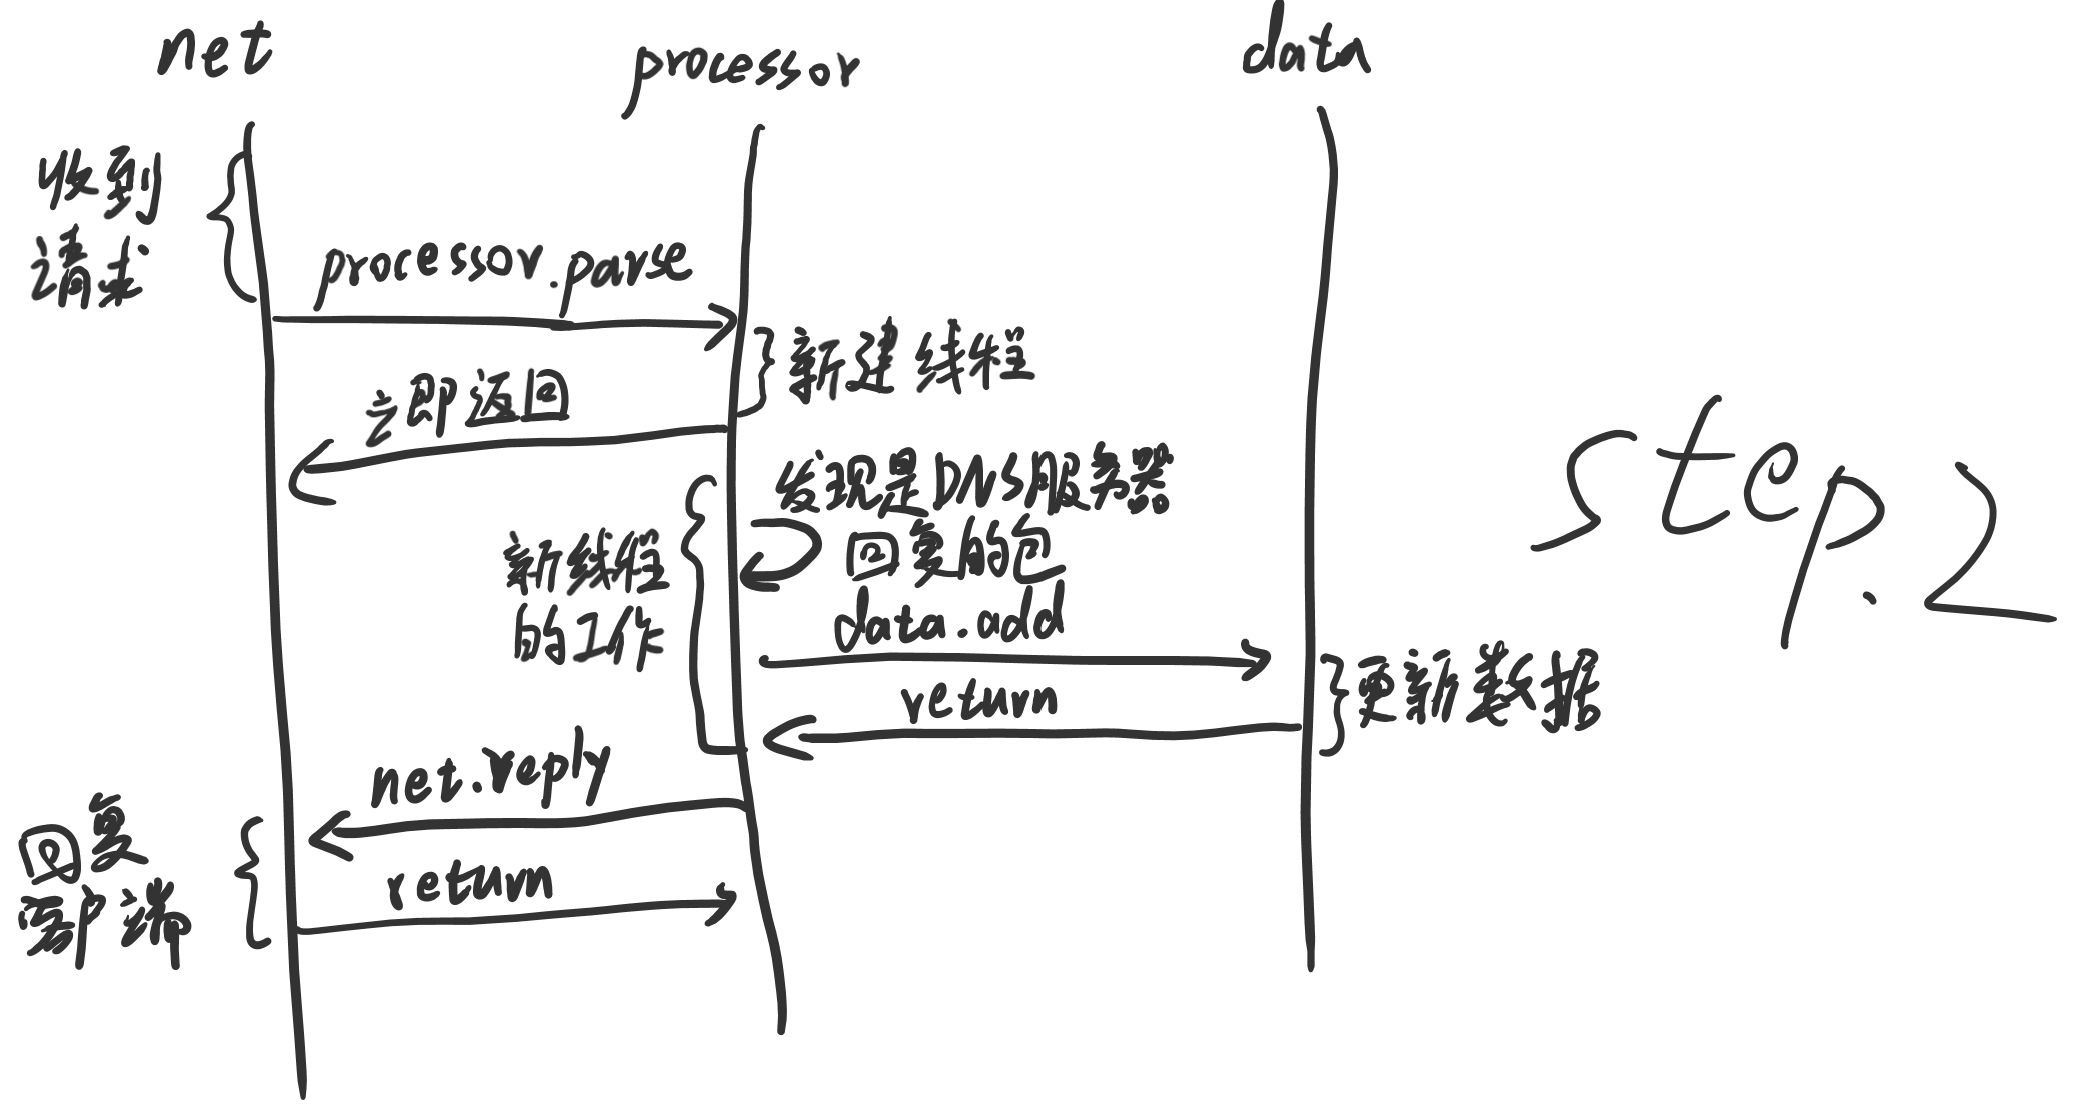 net
processor
data
收到
请求
processor.parse
新建线程
立即返回
发现是DNS服务器
回复的包
新线程
的工作
data.add
return
更新数据
net.reply
return
回复
客户端
step.2